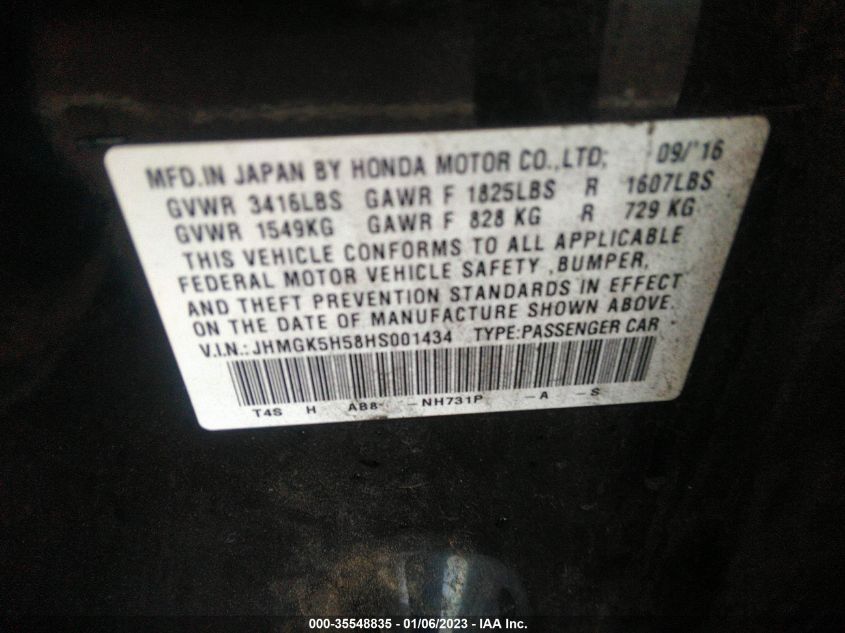 MFD.IN JAPAN BY HONDA MOTOR CO.,LTD; 09/'16
GVWR 3416LBS GAWR F 1825LBS R 1607LBS
GVWR 1549KG GAWR F 828 KG R 729 KG
THIS VEHICLE CONFORMS TO ALL APPLICABLE
FEDERAL MOTOR VEHICLE SAFETY ,BUMPER,
AND THEFT PREVENTION STANDARDS IN EFFECT
ON THE DATE OF MANUFACTURE SHOWN ABOVE.
V.I.N.: JHMGK5H58HS001434 TYPE:PASSENGER CAR
T4S H AB8- -NH731P -A -S
000-35548835 - 01/06/2023 - IAA Inc.